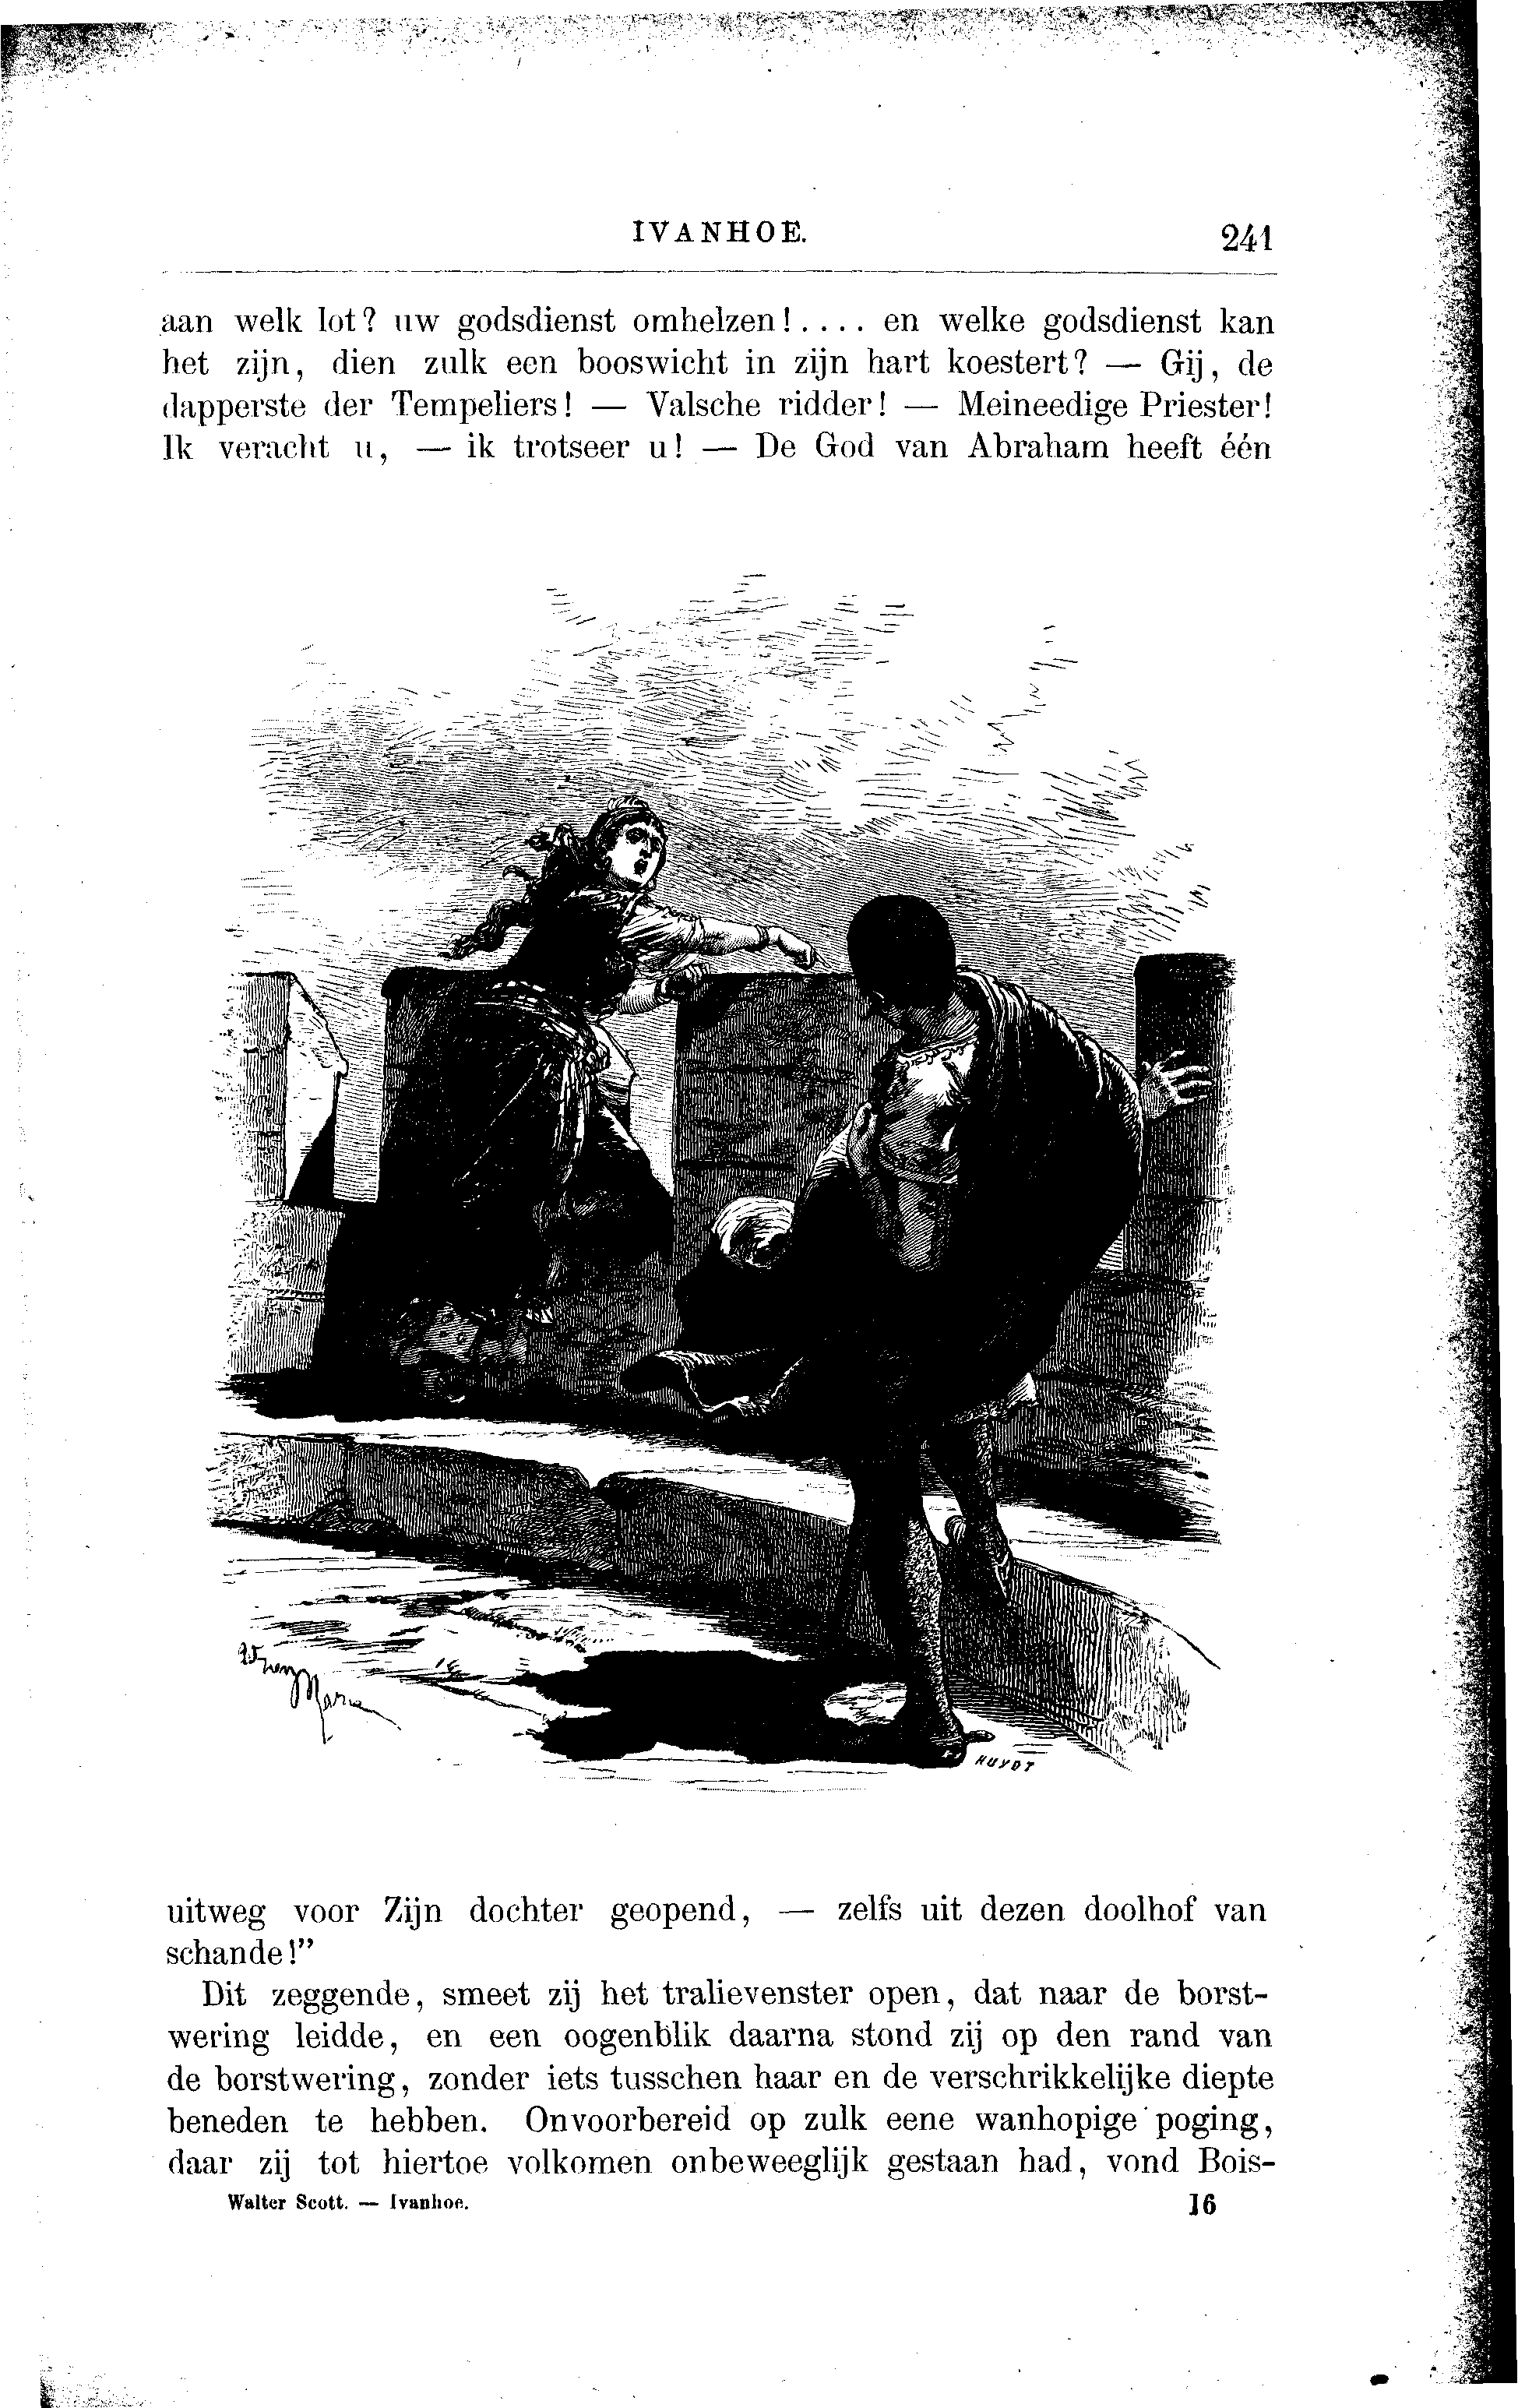 IVANHOE.
241
aan welk lot? uw godsdienst omhelzen!.... en welke godsdienst kan
het zijn, dien zulk een booswicht in zijn hart koestert? — Gij, de
dapperste der Tempeliers! — Valsche ridder! — Meineedige Priester!
Ik veracht u, — ik trotseer u! — De God van Abraham heeft één
HUYOT
uitweg voor Zijn dochter geopend, — zelfs uit dezen doolhof van
schande!”
Dit zeggende, smeet zij het tralievenster open, dat naar de borst-
wering leidde, en een oogenblik daarna stond zij op den rand van
de borstwering, zonder iets tusschen haar en de verschrikkelijke diepte
beneden te hebben. Onvoorbereid op zulk eene wanhopige poging,
daar zij tot hiertoe volkomen onbeweeglijk gestaan had, vond Bois-
Walter Scott. — Ivanhoe.
16